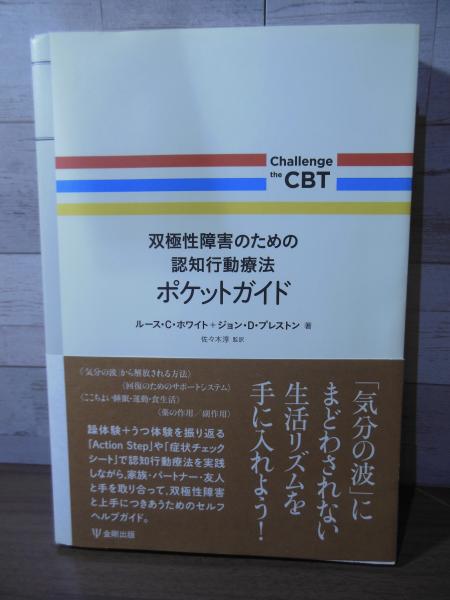 Challenge
the CBT
双極性障害のための
認知行動療法
ポケットガイド
ルース・C・ホワイト+ジョン・D・プレストン 著
佐々木淳 監訳
「気分の波」に
まどわされない
生活リズムを
手に入れよう!
〈気分の波〉から解放される方法〉
〈回復のためのサポートシステム〉
〈ここちよい睡眠・運動・食生活〉
〈薬の作用/副作用〉
躁体験+うつ体験を振り返る
「Action Step」や「症状チェック
シート」で認知行動療法を実践
しながら、家族・パートナー・友人
と手を取り合って、双極性障害
と上手につきあうためのセルフ
ヘルプガイド。
金剛出版